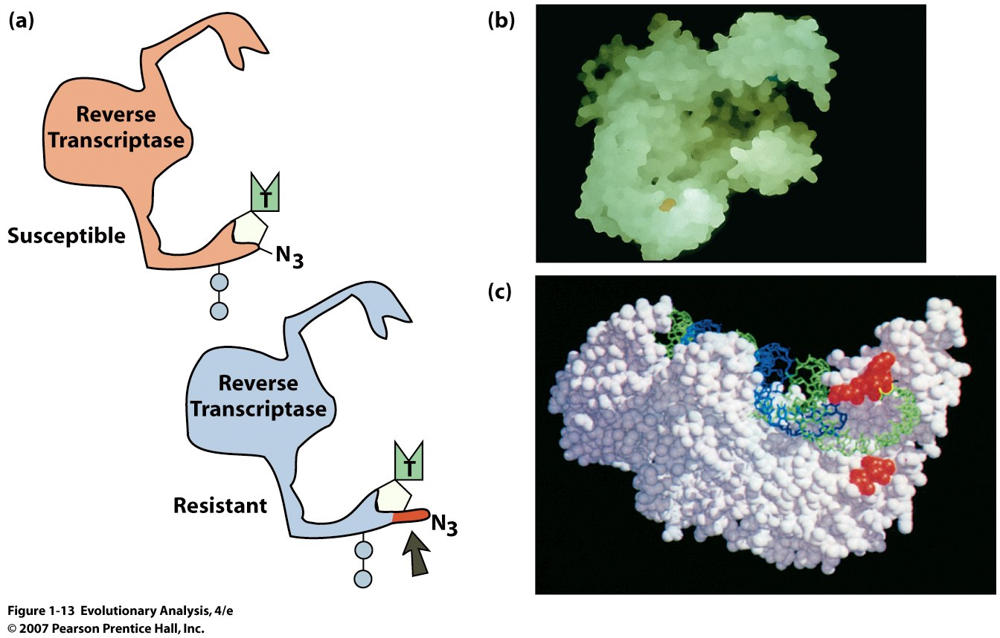 (a)
Reverse
Transcriptase
T
Susceptible
N3
Reverse
Transcriptase
T
Resistant
N3
(b)
(c)
Figure 1-13 Evolutionary Analysis, 4/e
© 2007 Pearson Prentice Hall, Inc.